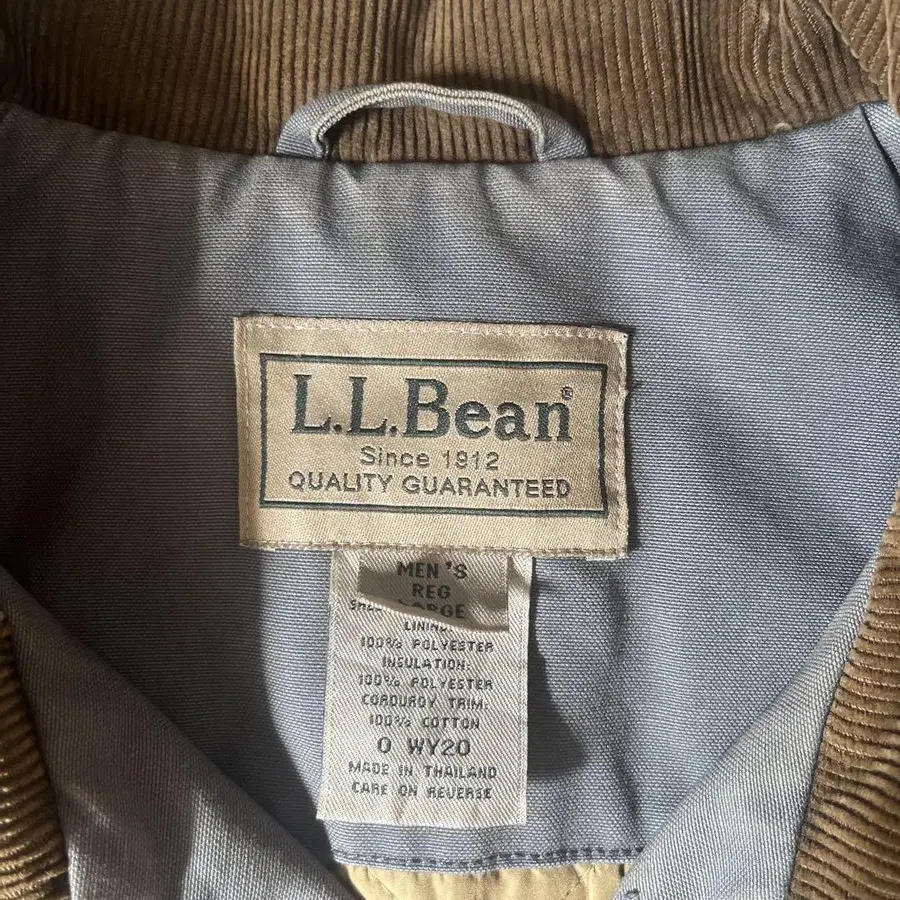 L.L.Bean®
Since 1912
QUALITY GUARANTEED
MEN'S
REG
LINING
100% POLYESTER
INSULATION:
100% POLYESTER
CORDUROY TRIM:
100% COTTON
0 WY20
MADE IN THAILAND
CARE ON REVERSE